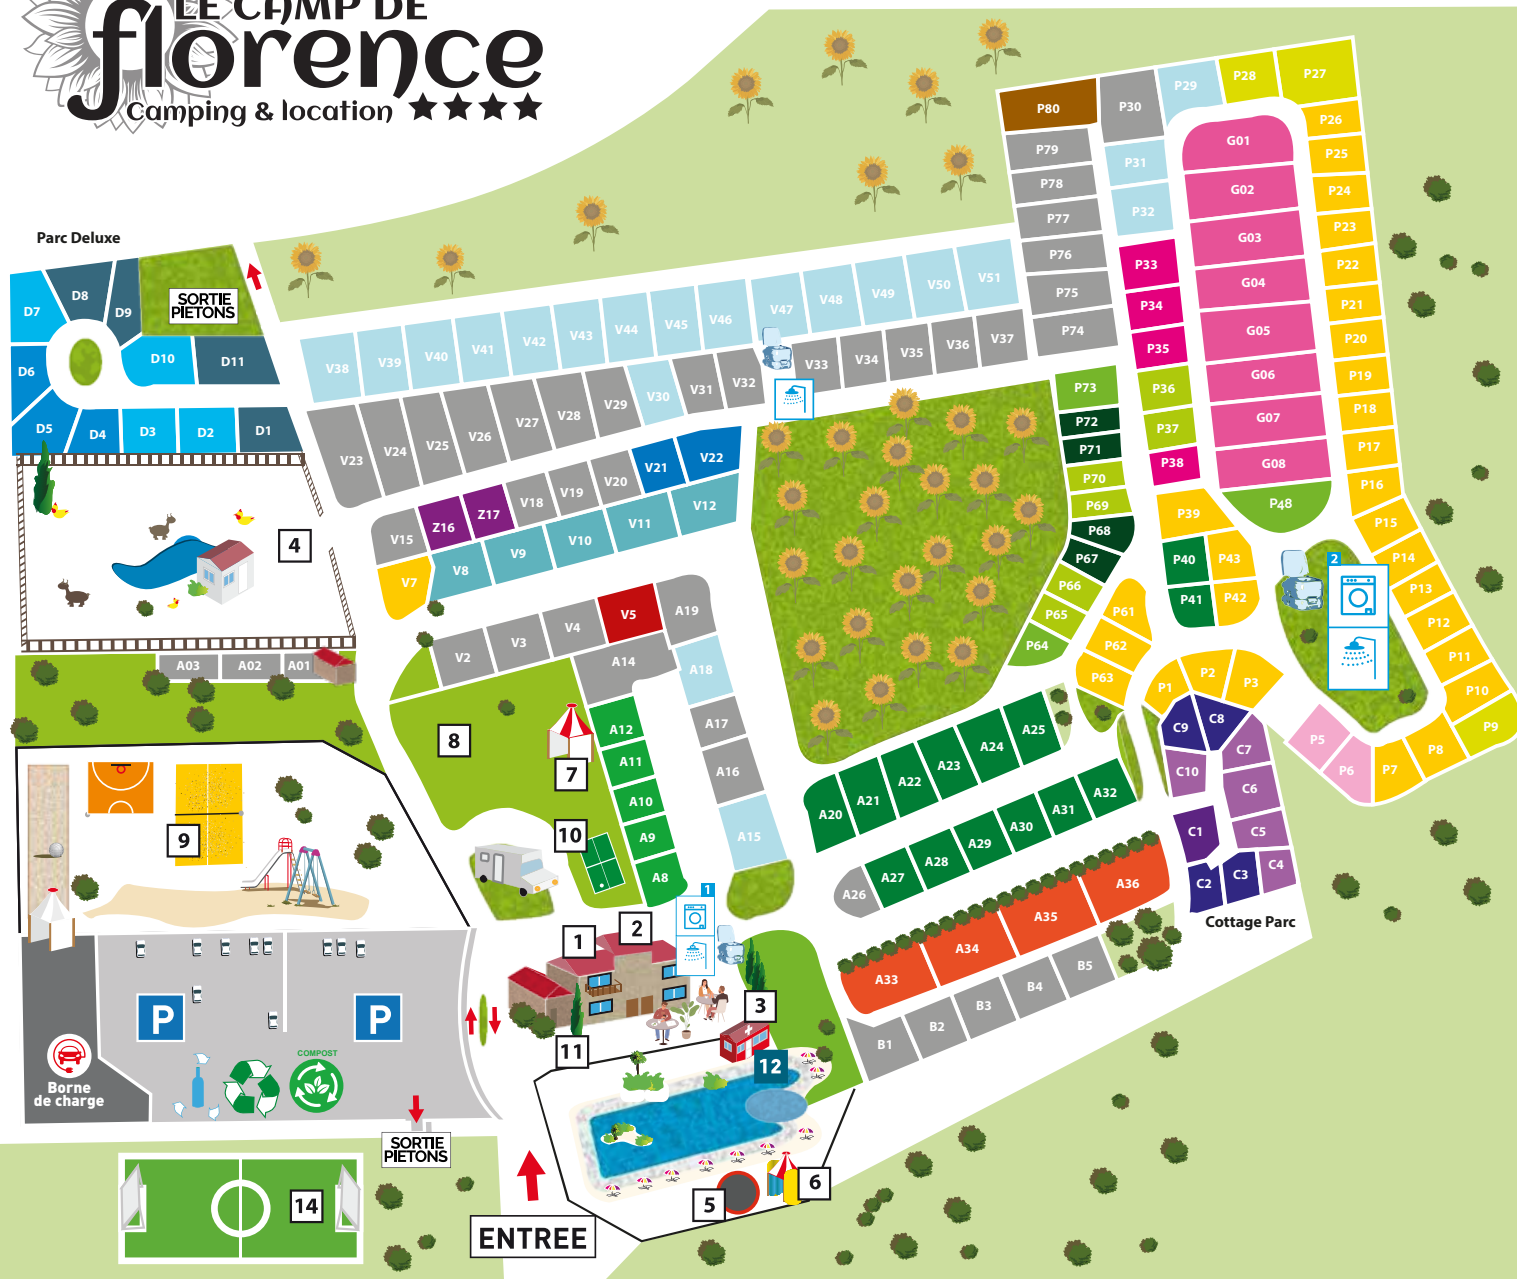 LE CAMP DE
florence
Camping & location
Parc Deluxe
SORTIE
PIETONS
D7
D8
D9
D10
D11
D6
D5
D4
D3
D2
D1
V38
V39
V40
V41
V42
V43
V44
V45
V46
V47
V48
V49
V50
V51
V23
V24
V25
V26
V27
V28
V29
V30
V31
V32
V33
V34
V35
V36
V37
V15
Z16
Z17
V18
V19
V20
V21
V22
V7
V8
V9
V10
V11
V12
V2
V3
V4
V5
A19
A14
A18
A17
A16
A15
A12
A11
A10
A9
A8
A03
A02
A01
4
8
7
10
9
P80
P79
P78
P77
P76
P75
P74
P30
P29
P28
P27
P31
P32
P33
P34
P35
P36
P37
P38
G01
G02
G03
G04
G05
G06
G07
G08
P48
P26
P25
P24
P23
P22
P21
P20
P19
P18
P17
P16
P15
P14
P13
P12
P11
P10
P9
P8
P7
P6
P5
P73
P72
P71
P70
P69
P68
P67
P66
P65
P64
P39
P40
P43
P41
P42
P61
P62
P63
P1
P2
P3
2
C9
C8
C7
C10
C6
C1
C5
C2
C3
C4
Cottage Parc
A20
A21
A22
A23
A24
A25
A26
A27
A28
A29
A30
A31
A32
A33
A34
A35
A36
B1
B2
B3
B4
B5
1
1
2
3
11
12
5
6
P
P
Borne
de charge
COMPOST
SORTIE
PIETONS
14
ENTREE